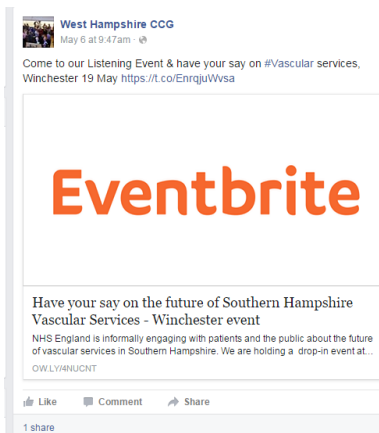 West Hampshire CCG
May 6 at 9:47am ·
Come to our Listening Event & have your say on #Vascular services,
Winchester 19 May https://t.co/EnrqjuWvsa
Eventbrite
Have your say on the future of Southern Hampshire
Vascular Services - Winchester event
NHS England is informally engaging with patients and the public about the future
of vascular services in Southern Hampshire. We are holding a drop-in event at...
OW.LY/4NUCNT
Like Comment Share
1 share